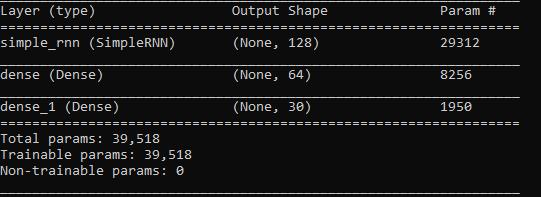 Layer (type) Output Shape Param #
=================================================================
simple_rnn (SimpleRNN) (None, 128) 29312
_________________________________________________________________
dense (Dense) (None, 64) 8256
_________________________________________________________________
dense_1 (Dense) (None, 30) 1950
=================================================================
Total params: 39,518
Trainable params: 39,518
Non-trainable params: 0
_________________________________________________________________